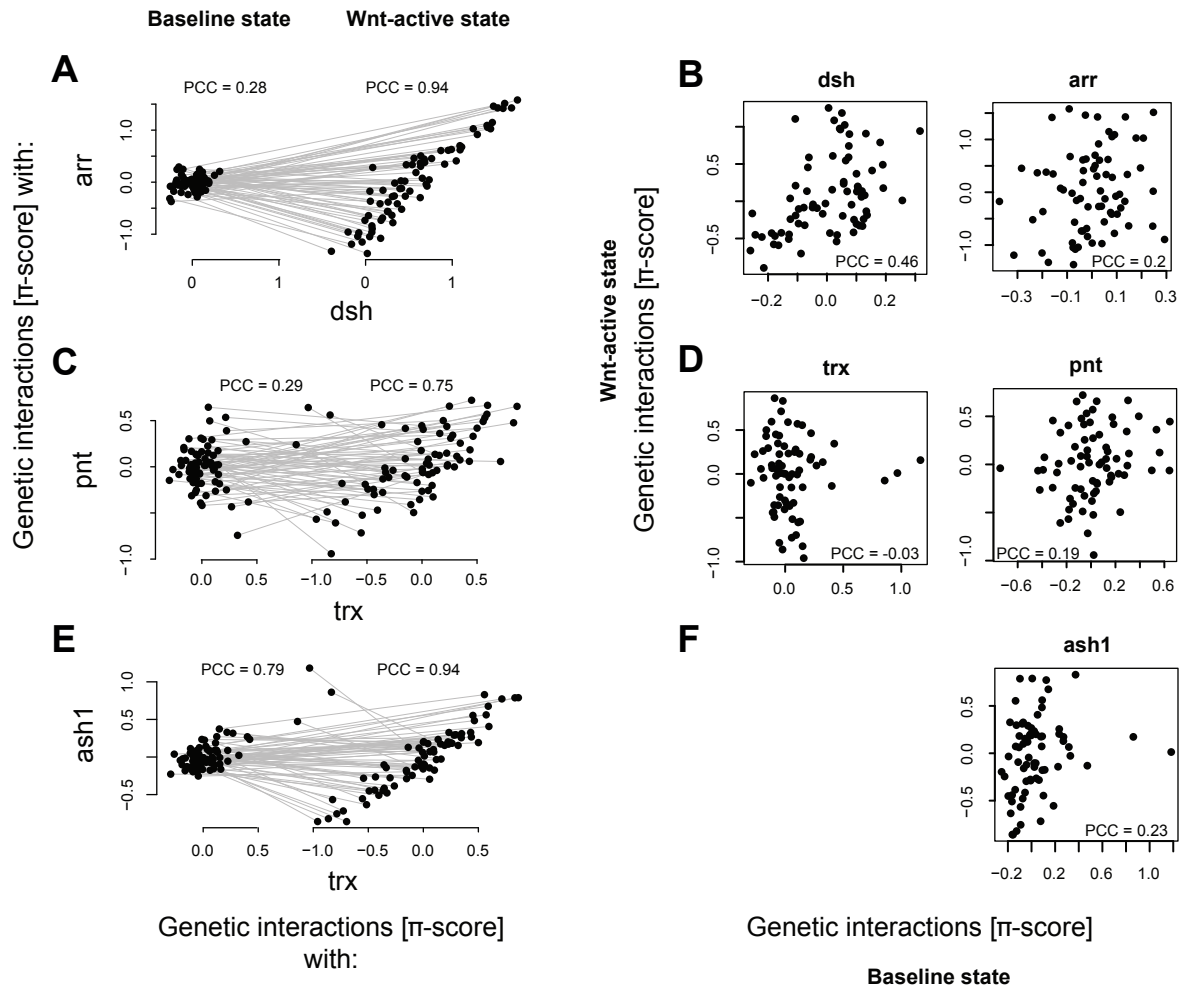 Baseline state
Wnt-active state
A
PCC = 0.28
PCC = 0.94
1.0
0.0
−1.0
arr
0
1
0
1
dsh
B
dsh
0.5
−0.5
PCC = 0.46
−0.2
0.0
0.2
arr
1.0
0.0
−1.0
PCC = 0.2
−0.3
−0.1
0.1
0.3
Genetic interactions [π-score] with:
Wnt-active state
Genetic interactions [π-score]
C
PCC = 0.29
PCC = 0.75
0.5
0.0
−1.0
pnt
0.0
0.5
−1.0
−0.5
0.0
0.5
trx
D
trx
0.5
0.0
−1.0
PCC = -0.03
0.0
0.5
1.0
pnt
0.5
0.0
−1.0
PCC = 0.19
−0.6
−0.2
0.2
0.6
E
PCC = 0.79
PCC = 0.94
1.0
0.5
−0.5
ash1
0.0
0.5
−1.0
−0.5
0.0
0.5
trx
F
ash1
0.5
0.0
−0.5
PCC = 0.23
−0.2
0.2
0.6
1.0
Genetic interactions [π-score]
with:
Genetic interactions [π-score]
Baseline state